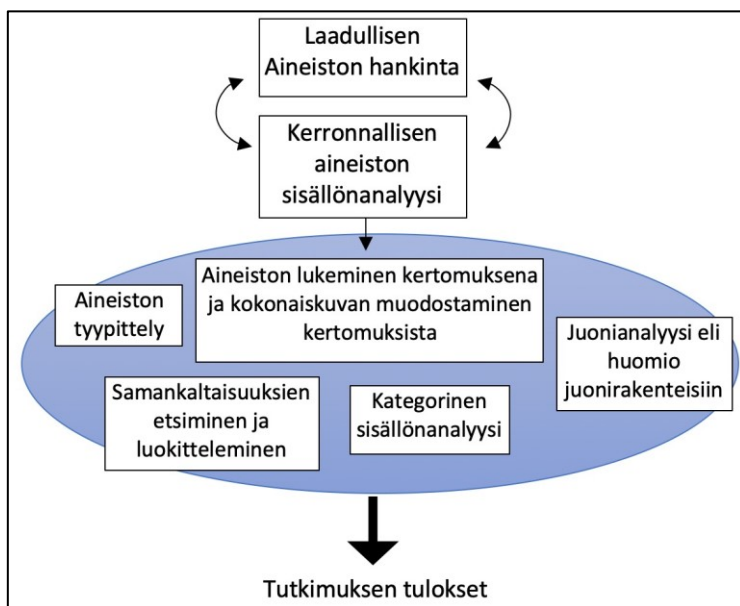 Laadullisen
Aineiston hankinta
Kerronnallisen
aineiston
sisällönanalyysi
Aineiston lukeminen kertomuksena
ja kokonaiskuvan muodostaminen
kertomuksista
Aineiston
tyypittely
Juonianalyysi eli
huomio
juonirakenteisiin
Samankaltaisuuksien
etsiminen ja
luokitteleminen
Kategorinen
sisällönanalyysi
Tutkimuksen tulokset